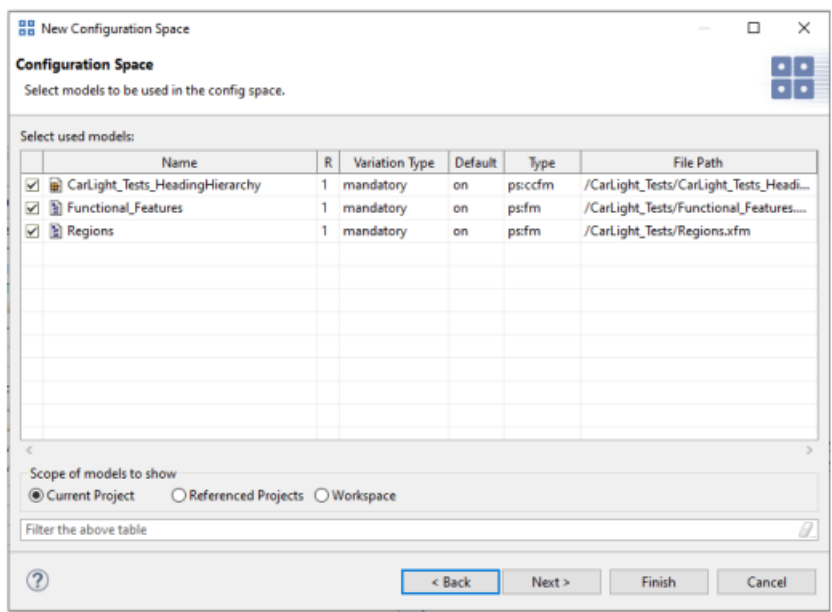 New Configuration Space
Configuration Space
Select models to be used in the config space.
Select used models:
Name R Variation Type Default Type File Path
CarLight_Tests_HeadingHierarchy 1 mandatory on ps:ccfm /CarLight_Tests/CarLight_Tests_Headi...
Functional_Features 1 mandatory on ps:fm /CarLight_Tests/Functional_Features....
Regions 1 mandatory on ps:fm /CarLight_Tests/Regions.xfm
Scope of models to show
Current Project Referenced Projects Workspace
Filter the above table
? < Back Next > Finish Cancel